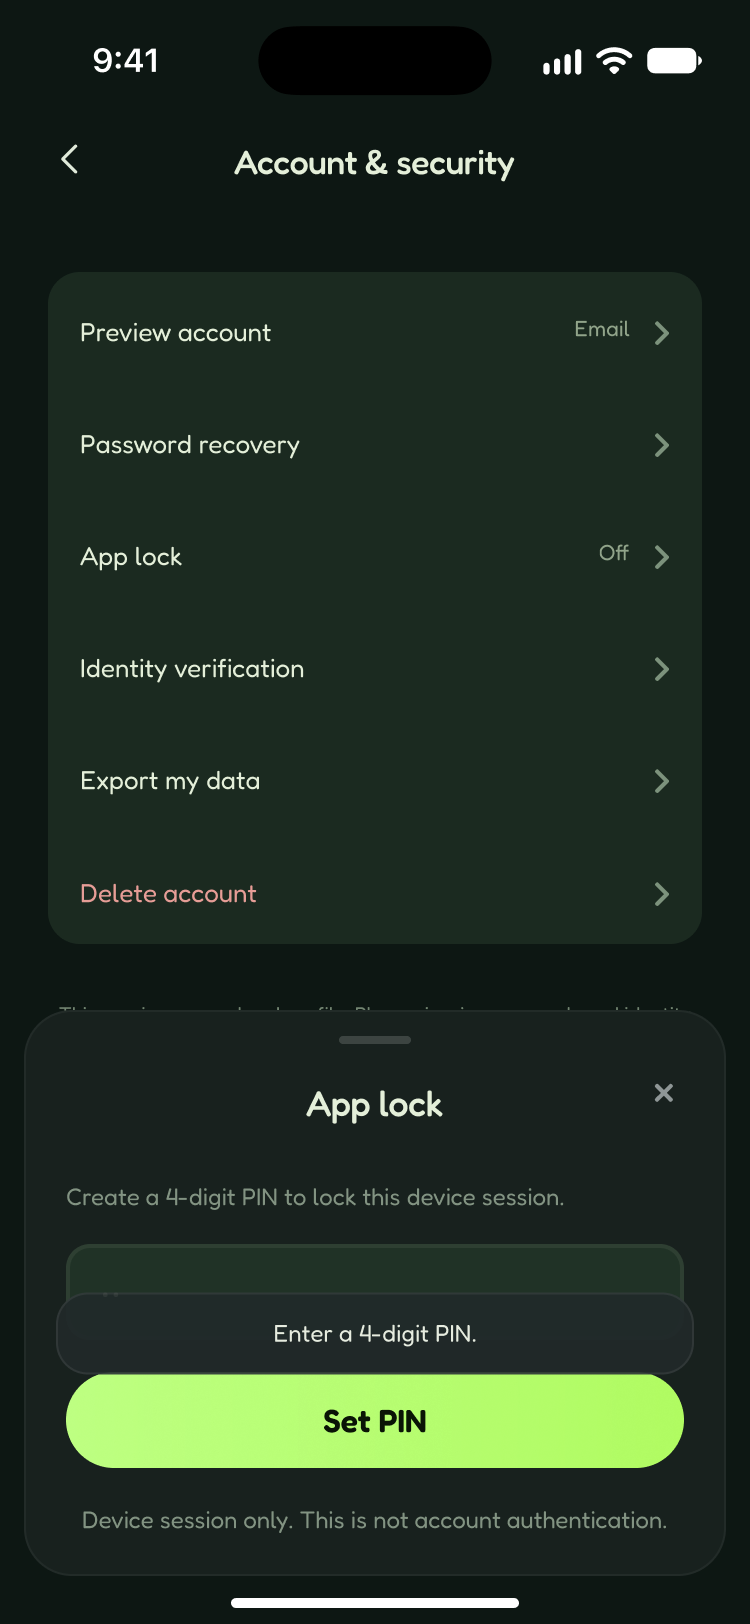 9:41
Account & security
Preview account Email
Password recovery
App lock Off
Identity verification
Export my data
Delete account
App lock
Create a 4-digit PIN to lock this device session.
Enter a 4-digit PIN.
Set PIN
Device session only. This is not account authentication.